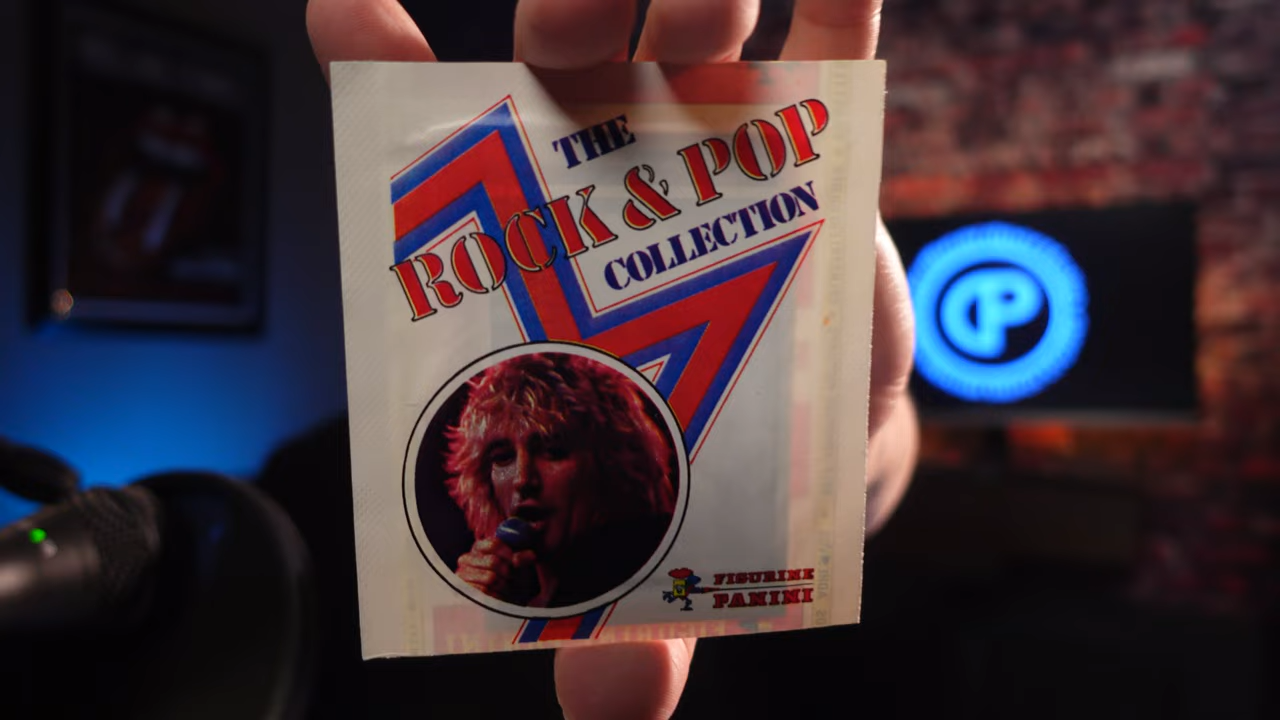 THE
ROCK & POP
COLLECTION
FIGURINE
PANINI